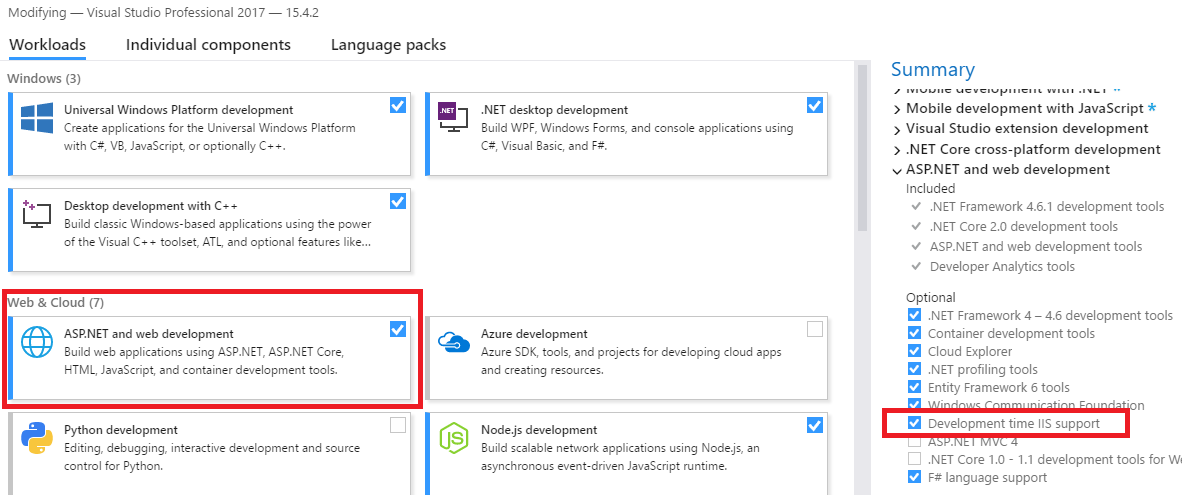 Modifying — Visual Studio Professional 2017 — 15.4.2
Workloads
Individual components
Language packs
Windows (3)
Universal Windows Platform development
Create applications for the Universal Windows Platform
with C#, VB, JavaScript, or optionally C++.
.NET
.NET desktop development
Build WPF, Windows Forms, and console applications using
C#, Visual Basic, and F#.
Desktop development with C++
Build classic Windows-based applications using the power
of the Visual C++ toolset, ATL, and optional features like...
Web & Cloud (7)
ASP.NET and web development
Build web applications using ASP.NET, ASP.NET Core,
HTML, JavaScript, and container development tools.
Azure development
Azure SDK, tools, and projects for developing cloud apps
and creating resources.
Python development
Editing, debugging, interactive development and source
control for Python.
JS
Node.js development
Build scalable network applications using Node.js, an
asynchronous event-driven JavaScript runtime.
Summary
Mobile development with .NET *
Mobile development with JavaScript *
Visual Studio extension development
.NET Core cross-platform development
ASP.NET and web development
Included
.NET Framework 4.6.1 development tools
.NET Core 2.0 development tools
ASP.NET and web development tools
Developer Analytics tools
Optional
.NET Framework 4 – 4.6 development tools
Container development tools
Cloud Explorer
.NET profiling tools
Entity Framework 6 tools
Windows Communication Foundation
Development time IIS support
ASP.NET MVC 4
.NET Core 1.0 - 1.1 development tools for We
F# language support